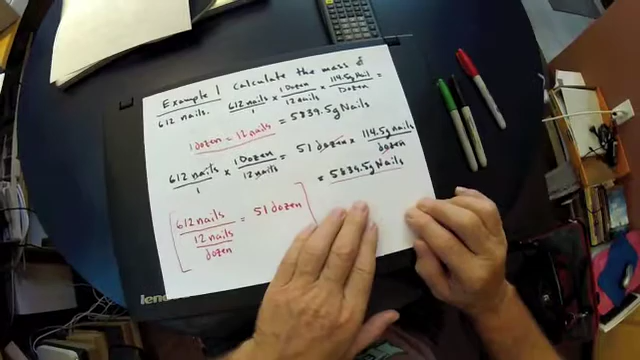 Example 1 Calculate the mass of
612 nails. 612 nails/1 x 1 Dozen/12 nails x 114.5g Nail/Dozen =
1 Dozen = 12 nails = 5839.5g Nails
612 nails/1 x 1 Dozen/12 nails = 51 dozen x 114.5g nails/dozen
= 5839.5g Nails
[612 nails/(12 nails/dozen) = 51 dozen]
lenovo